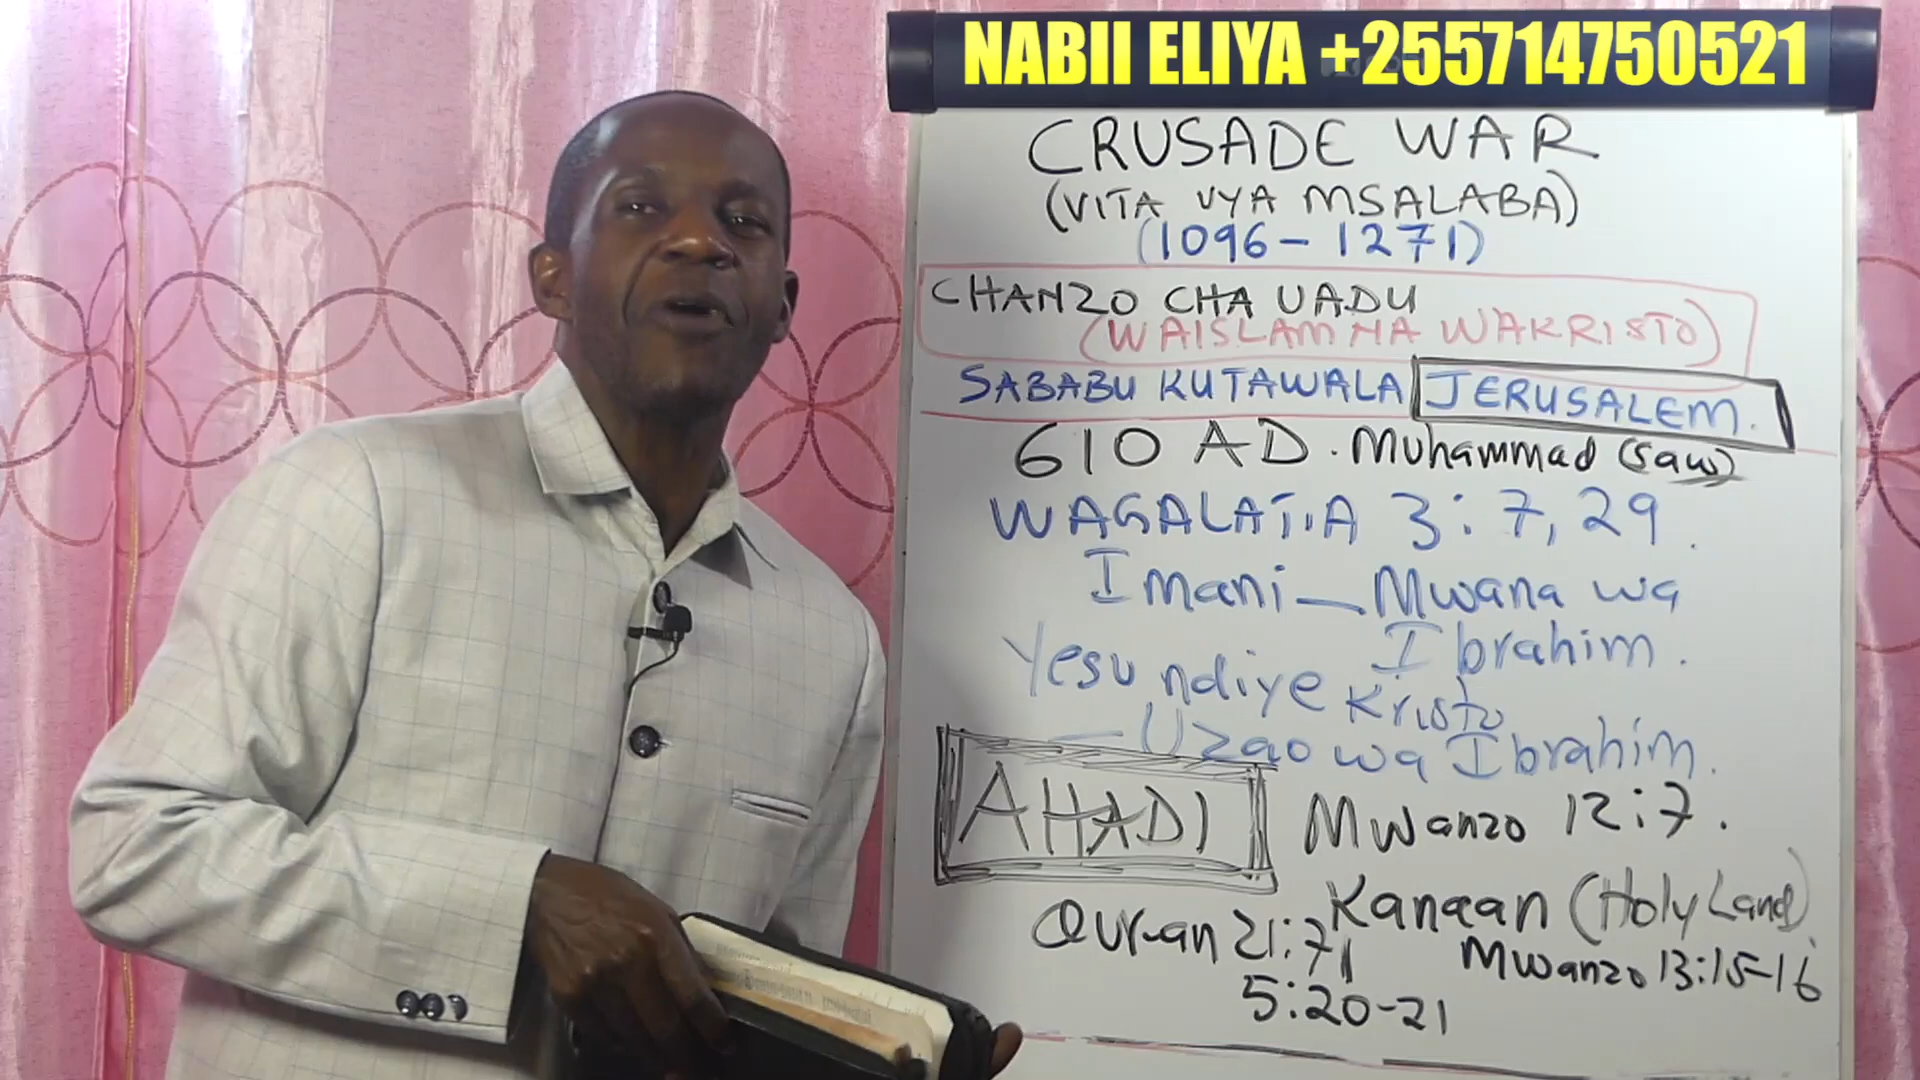 NABII ELIYA +255714750521
CRUSADE WAR
(VITA VYA MSALABA)
(1096-1271)
CHANZO CHA UADU
(WAISLAM NA WAKRISTO)
SABABU KUTAWALA JERUSALEM.
610 AD. Muhammad (saw)
WAGALATIA 3:7,29.
Imani - Mwana wa
Ibrahim.
Yesu ndiye Kristo
- Uzao wa Ibrahim.
AHADI Mwanzo 12:7.
Kanaan (Holy Land)
Qur-an 21:71
Mwanzo 13:15-16
5:20-21